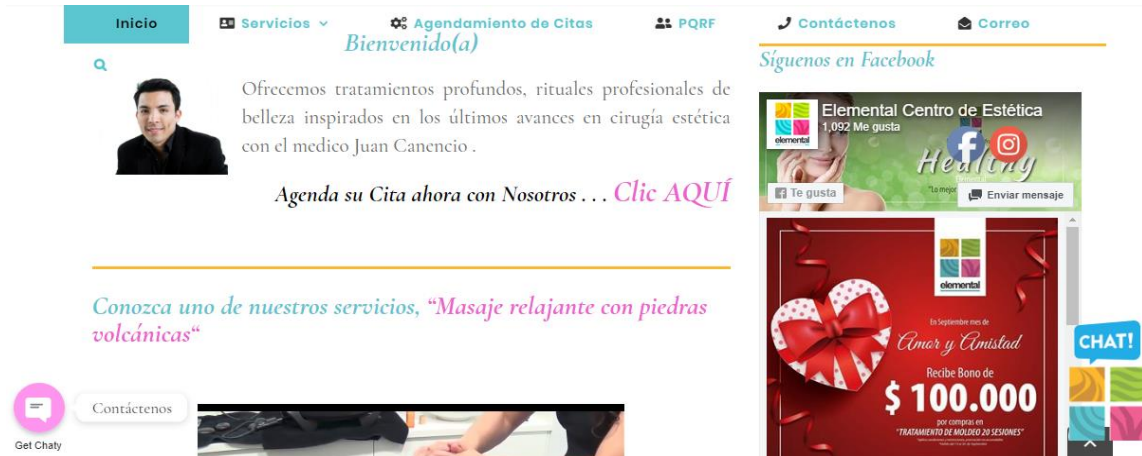 Inicio
Servicios
Agendamiento de Citas
PQRF
Contáctenos
Correo
Bienvenido(a)
Ofrecemos tratamientos profundos, rituales profesionales de
belleza inspirados en los últimos avances en cirugía estética
con el medico Juan Canencio .
Agenda su Cita ahora con Nosotros . . . Clic AQUÍ
Conozca uno de nuestros servicios, “Masaje relajante con piedras
volcánicas“
Contáctenos
Get Chaty
Síguenos en Facebook
Elemental Centro de Estética
1,092 Me gusta
elemental
Healthy
"Lo mejor
Te gusta
Enviar mensaje
elemental
En Septiembre mes de
Amor y Amistad
Recibe Bono de
$ 100.000
por compras en
"TRATAMIENTO DE MOLDEO 20 SESIONES"
CHAT!